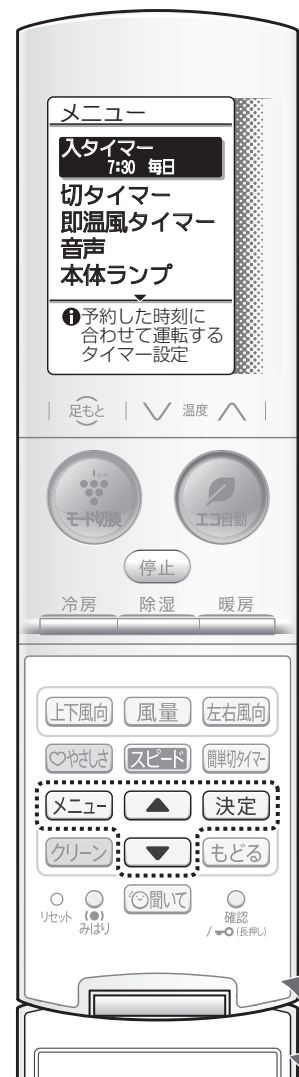 メニュー
入タイマー
7:30 毎日
切タイマー
即温風タイマー
音声
本体ランプ
❶予約した時刻に
合わせて運転する
タイマー設定
足もと 温度
ion
モード切換 エコ自動
停止
冷房 除湿 暖房
上下風向 風量 左右風向
♡やさしさ スピード 簡単切タイマー
メニュー ▲ 決定
クリーン ▼ もどる
聞いて
リセット みはり 確認
/ (長押し)